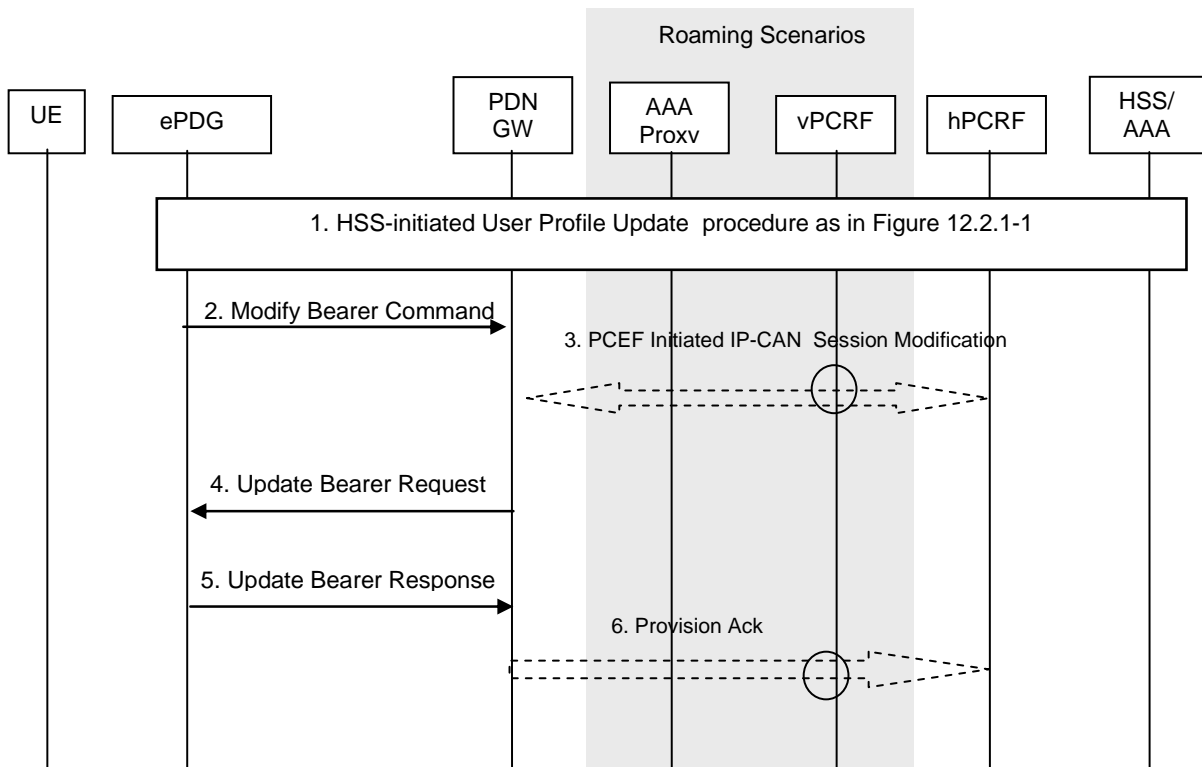 Roaming Scenarios
UE
ePDG
PDN
GW
AAA
Proxv
vPCRF
hPCRF
HSS/
AAA
1. HSS-initiated User Profile Update procedure as in Figure 12.2.1-1
2. Modify Bearer Command
3. PCEF Initiated IP-CAN Session Modification
4. Update Bearer Request
5. Update Bearer Response
6. Provision Ack